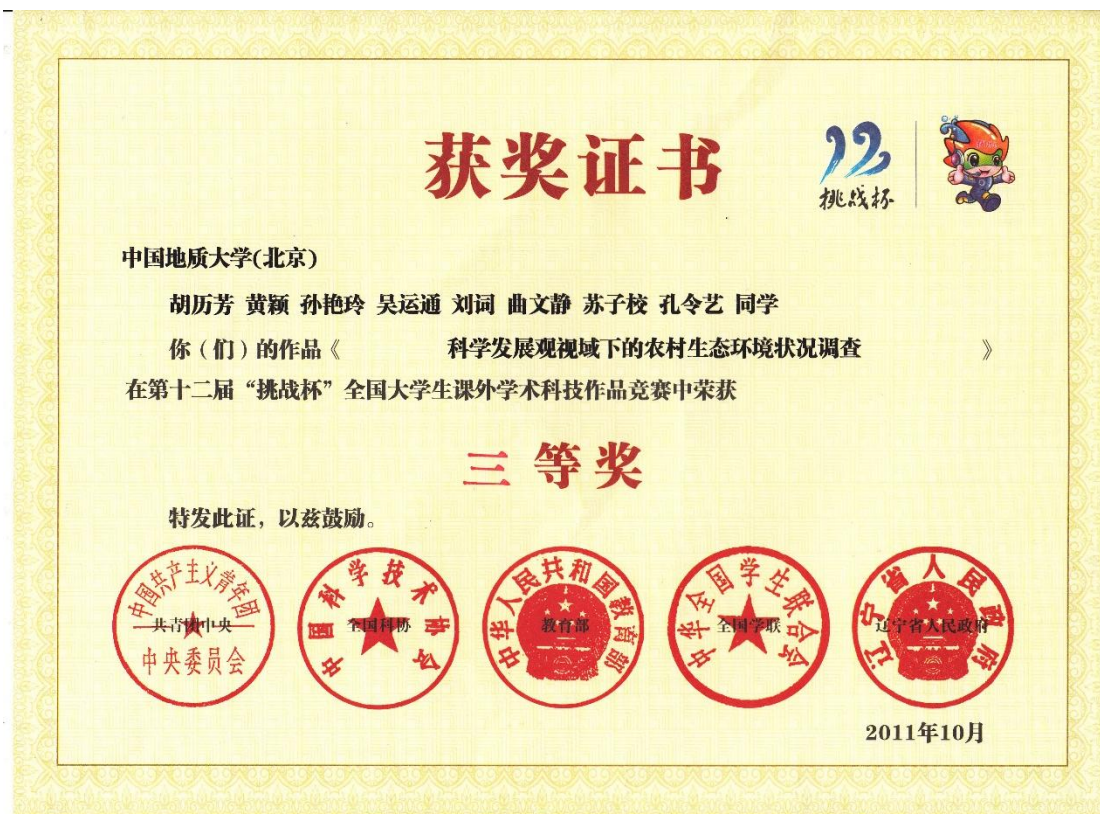 获奖证书
12
挑战杯
中国地质大学(北京)
胡历芳 黄颖 孙艳玲 吴运通 刘词 曲文静 苏子校 孔令艺 同学
你（们）的作品《 科学发展观视域下的农村生态环境状况调查 》
在第十二届“挑战杯”全国大学生课外学术科技作品竞赛中荣获
三等奖
特发此证，以兹鼓励。
中国共产主义青年团
共青团中央
中央委员会
中国科学技术协会
全国科协
中华人民共和国教育部
教育部
中华全国学生联合会
全国学联
辽宁省人民政府
辽宁省人民政府
2011年10月